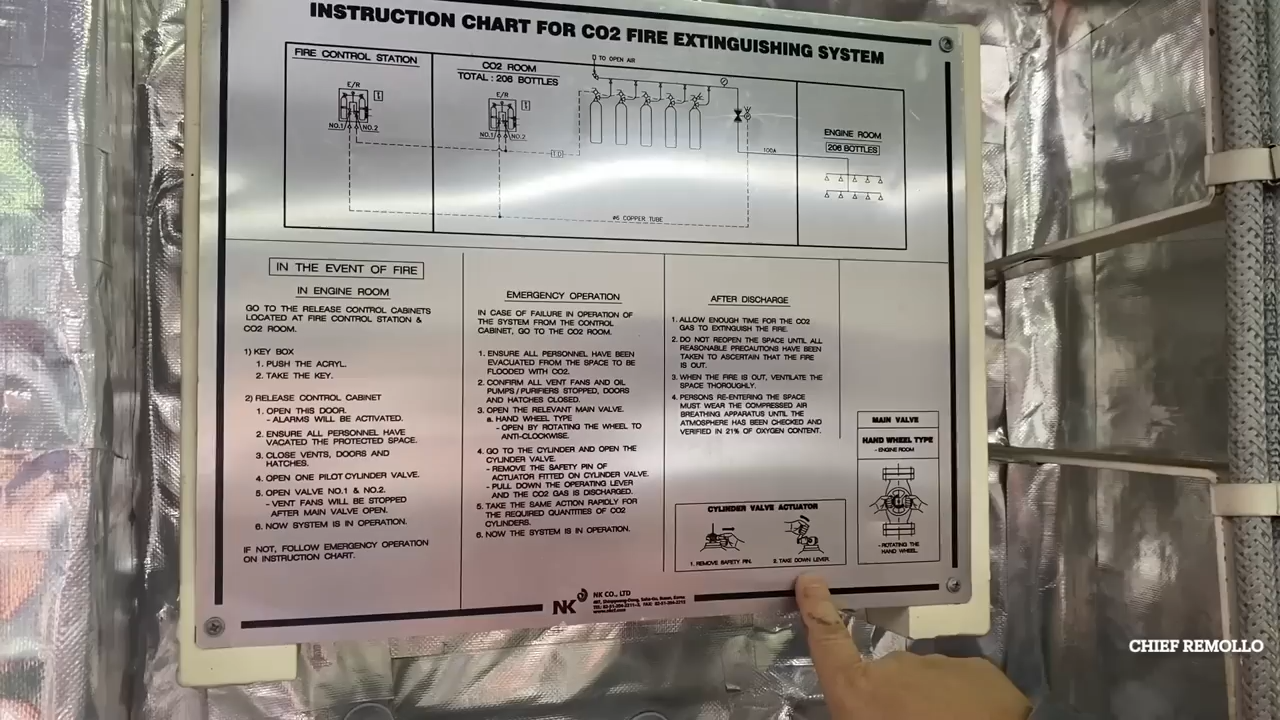 INSTRUCTION CHART FOR CO2 FIRE EXTINGUISHING SYSTEM
FIRE CONTROL STATION
E/R
NO.1
NO.2
CO2 ROOM
TOTAL : 206 BOTTLES
E/R
NO.1
NO.2
TO OPEN AIR
T.D
100A
#6 COPPER TUBE
ENGINE ROOM
206 BOTTLES
IN THE EVENT OF FIRE
IN ENGINE ROOM
GO TO THE RELEASE CONTROL CABINETS
LOCATED AT FIRE CONTROL STATION &
CO2 ROOM.
1) KEY BOX
1. PUSH THE ACRYL.
2. TAKE THE KEY.
2) RELEASE CONTROL CABINET
1. OPEN THIS DOOR.
- ALARMS WILL BE ACTIVATED.
2. ENSURE ALL PERSONNEL HAVE
VACATED THE PROTECTED SPACE.
3. CLOSE VENTS, DOORS AND
HATCHES.
4. OPEN ONE PILOT CYLINDER VALVE.
5. OPEN VALVE NO.1 & NO.2.
- VENT FANS WILL BE STOPPED
AFTER MAIN VALVE OPEN.
6. NOW SYSTEM IS IN OPERATION.
IF NOT, FOLLOW EMERGENCY OPERATION
ON INSTRUCTION CHART.
EMERGENCY OPERATION
IN CASE OF FAILURE IN OPERATION OF
THE SYSTEM FROM THE CONTROL
CABINET, GO TO THE CO2 ROOM.
1. ENSURE ALL PERSONNEL HAVE BEEN
EVACUATED FROM THE SPACE TO BE
FLOODED WITH CO2.
2. CONFIRM ALL VENT FANS AND OIL
PUMPS/PURIFIERS STOPPED, DOORS
AND HATCHES CLOSED.
3. OPEN THE RELEVANT MAIN VALVE.
a. HAND WHEEL TYPE
- OPEN BY ROTATING THE WHEEL TO
ANTI-CLOCKWISE.
4. GO TO THE CYLINDER AND OPEN THE
CYLINDER VALVE.
- REMOVE THE SAFETY PIN OF
ACTUATOR FITTED ON CYLINDER VALVE.
- PULL DOWN THE OPERATING LEVER
AND THE CO2 GAS IS DISCHARGED.
5. TAKE THE SAME ACTION RAPIDLY FOR
THE REQUIRED QUANTITIES OF CO2
CYLINDERS.
6. NOW THE SYSTEM IS IN OPERATION.
AFTER DISCHARGE
1. ALLOW ENOUGH TIME FOR THE CO2
GAS TO EXTINGUISH THE FIRE.
2. DO NOT REOPEN THE SPACE UNTIL ALL
REASONABLE PRECAUTIONS HAVE BEEN
TAKEN TO ASCERTAIN THAT THE FIRE
IS OUT.
3. WHEN THE FIRE IS OUT, VENTILATE THE
SPACE THOROUGHLY.
4. PERSONS RE-ENTERING THE SPACE
MUST WEAR THE COMPRESSED AIR
BREATHING APPARATUS UNTIL THE
ATMOSPHERE HAS BEEN CHECKED AND
VERIFIED IN 21% OF OXYGEN CONTENT.
CYLINDER VALVE ACTUATOR
1. REMOVE SAFETY PIN.
2. TAKE DOWN LEVER.
MAIN VALVE
HAND WHEEL TYPE
- ENGINE ROOM
- ROTATING THE
HAND WHEEL.
NK
NK CO., LTD
CHIEF REMOLLO